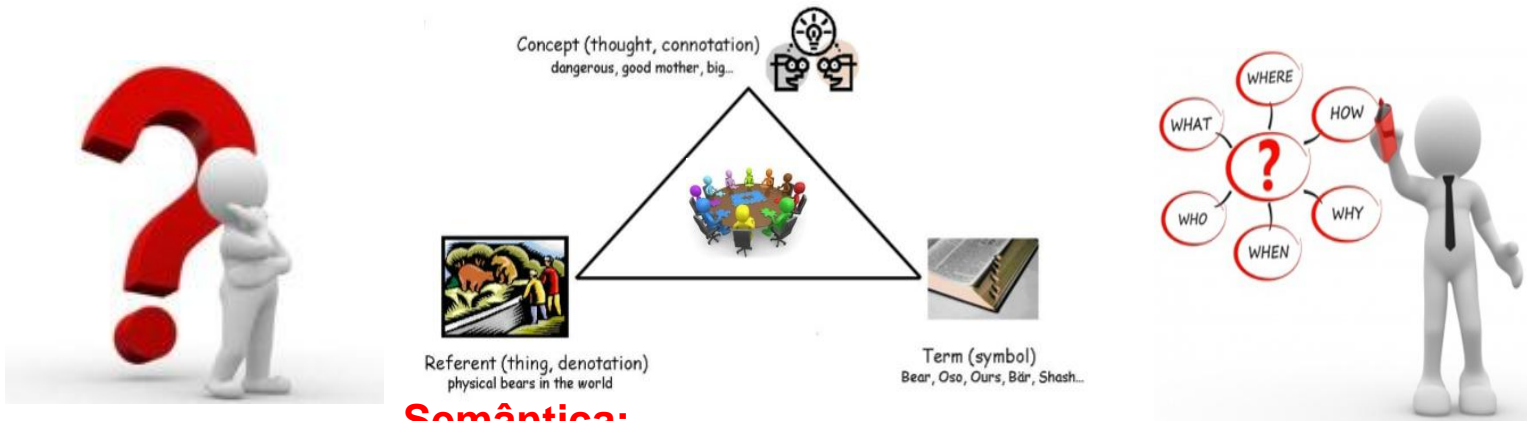 Concept (thought, connotation)
dangerous, good mother, big...
Referent (thing, denotation)
physical bears in the world
Term (symbol)
Bear, Oso, Ours, Bär, Shash...
Semântica:
?
WHERE
HOW
WHAT
?
WHO
WHY
WHEN